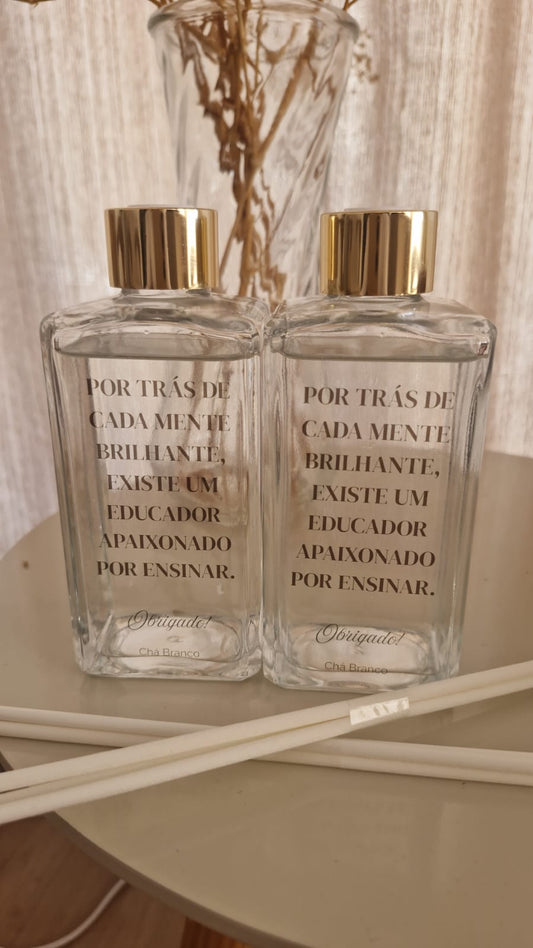 POR TRÁS DE
CADA MENTE
BRILHANTE,
EXISTE UM
EDUCADOR
APAIXONADO
POR ENSINAR.
Obrigado!
Chá Branco
POR TRÁS DE
CADA MENTE
BRILHANTE,
EXISTE UM
EDUCADOR
APAIXONADO
POR ENSINAR.
Obrigado!
Chá Branco